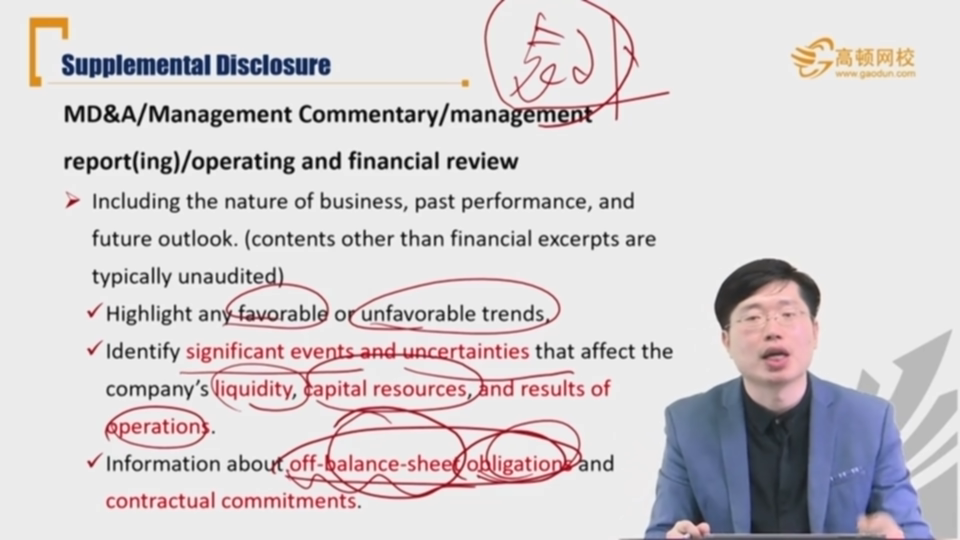 Supplemental Disclosure
高顿网校
www.gaodun.com
MD&A/Management Commentary/management
report(ing)/operating and financial review
Including the nature of business, past performance, and
future outlook. (contents other than financial excerpts are
typically unaudited)
Highlight any favorable or unfavorable trends,
Identify significant events and uncertainties that affect the
company's liquidity, capital resources, and results of
operations.
Information about off-balance-sheet obligations and
contractual commitments.